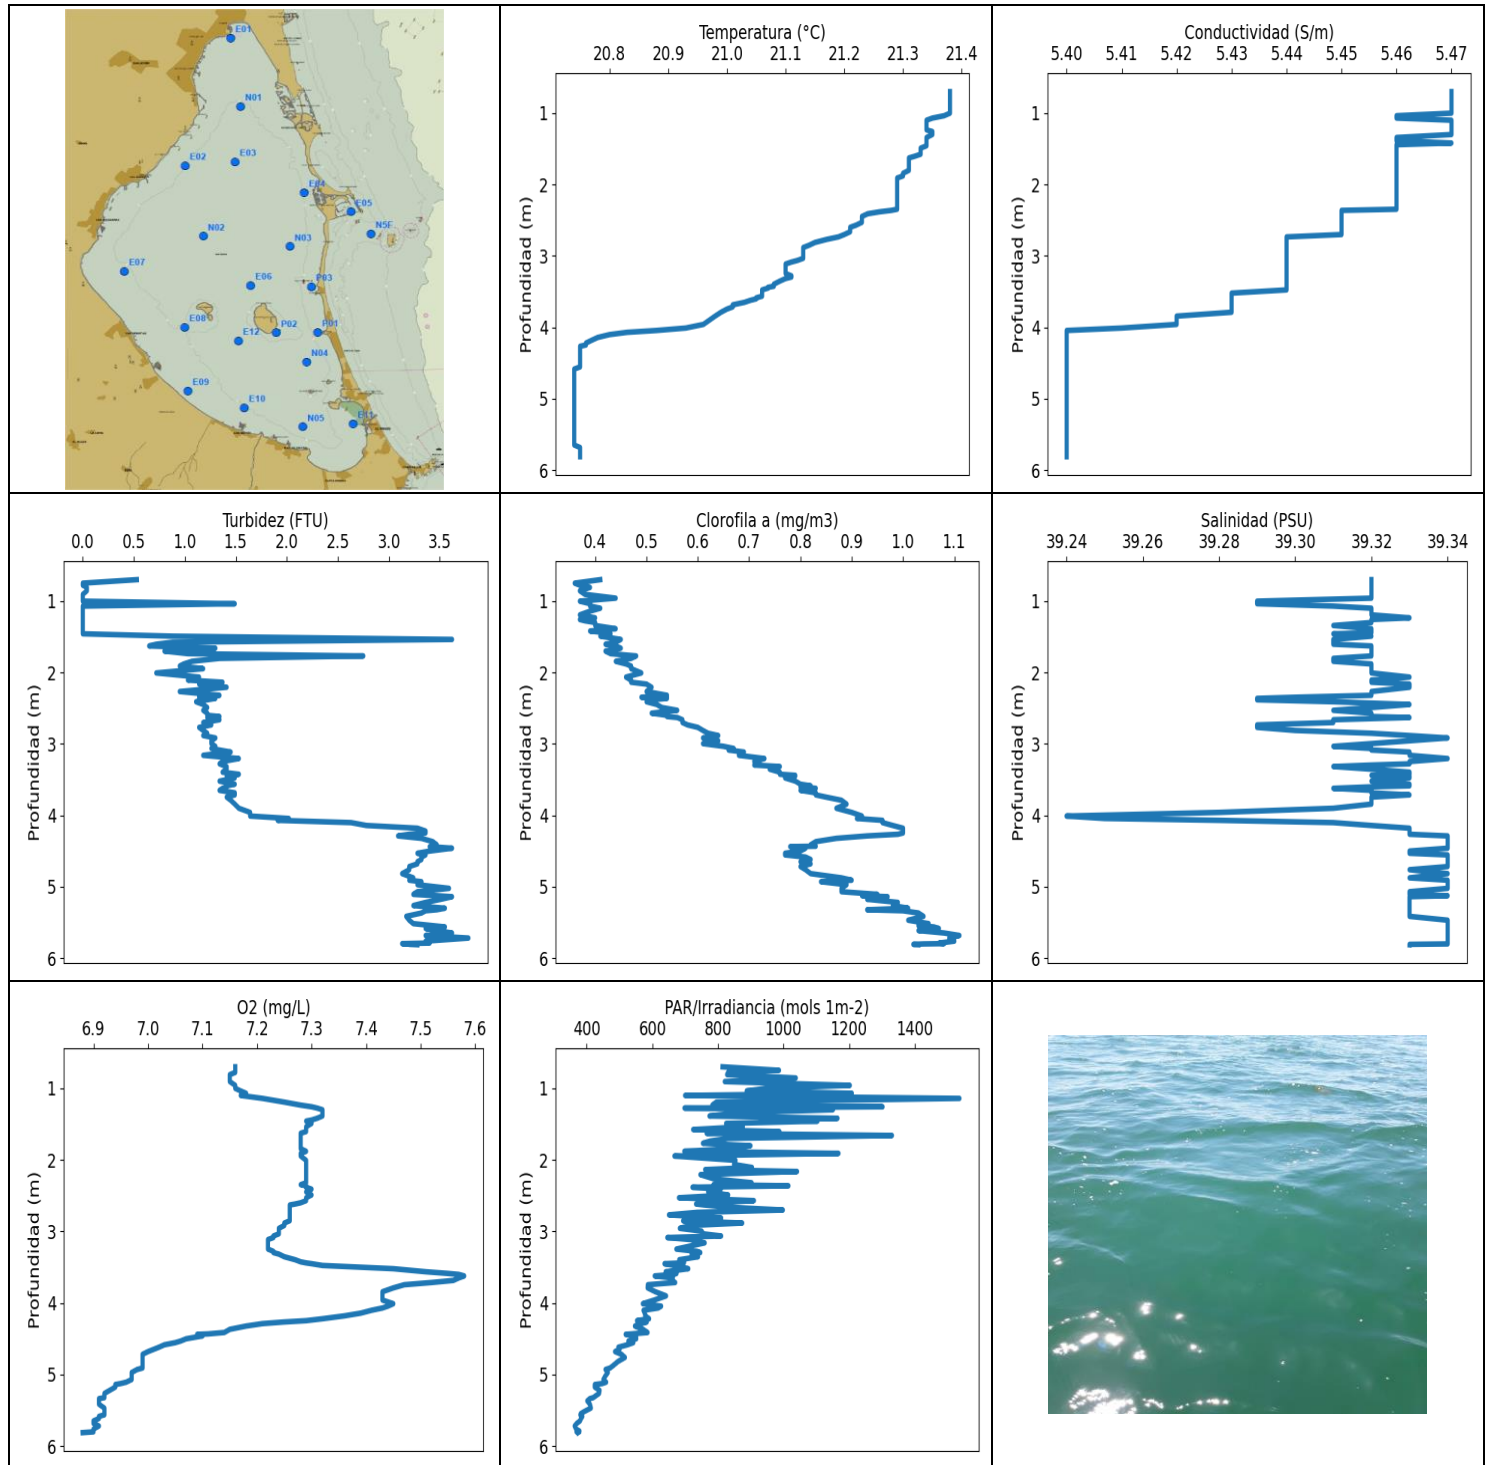 E01
N01
E02
E03
E04
E05
N5F
N02
N03
E07
E06
P03
E08
P02
P01
E12
N04
E09
E10
N05
E11
Temperatura (°C)
20.8 20.9 21.0 21.1 21.2 21.3 21.4
Profundidad (m)
1
2
3
4
5
6
Conductividad (S/m)
5.40 5.41 5.42 5.43 5.44 5.45 5.46 5.47
Profundidad (m)
1
2
3
4
5
6
Turbidez (FTU)
0.0 0.5 1.0 1.5 2.0 2.5 3.0 3.5
Profundidad (m)
1
2
3
4
5
6
Clorofila a (mg/m3)
0.4 0.5 0.6 0.7 0.8 0.9 1.0 1.1
Profundidad (m)
1
2
3
4
5
6
Salinidad (PSU)
39.24 39.26 39.28 39.30 39.32 39.34
Profundidad (m)
1
2
3
4
5
6
O2 (mg/L)
6.9 7.0 7.1 7.2 7.3 7.4 7.5 7.6
Profundidad (m)
1
2
3
4
5
6
PAR/Irradiancia (mols 1m-2)
400 600 800 1000 1200 1400
Profundidad (m)
1
2
3
4
5
6